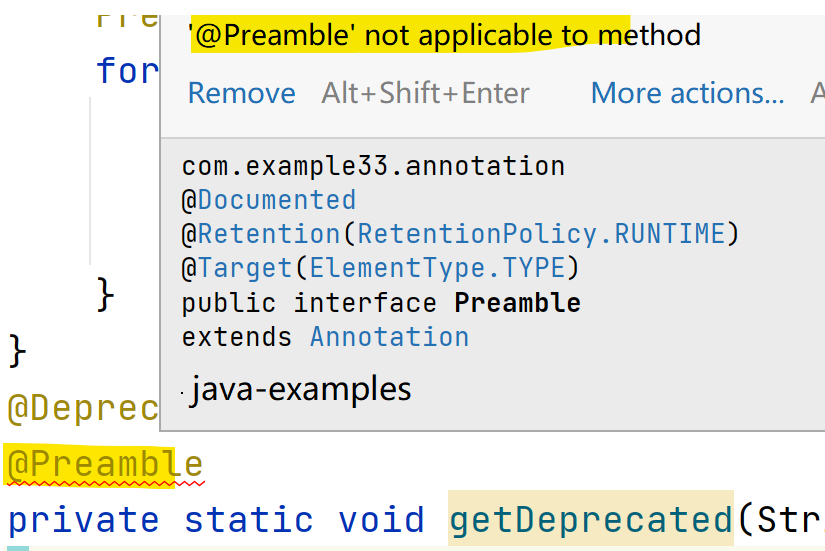 '@Preamble' not applicable to method
for
Remove Alt+Shift+Enter More actions... A
com.example33.annotation
@Documented
@Retention(RetentionPolicy.RUNTIME)
@Target(ElementType.TYPE)
public interface Preamble
extends Annotation
}
java-examples
}
@Deprec
@Preamble
private static void getDeprecated(Str